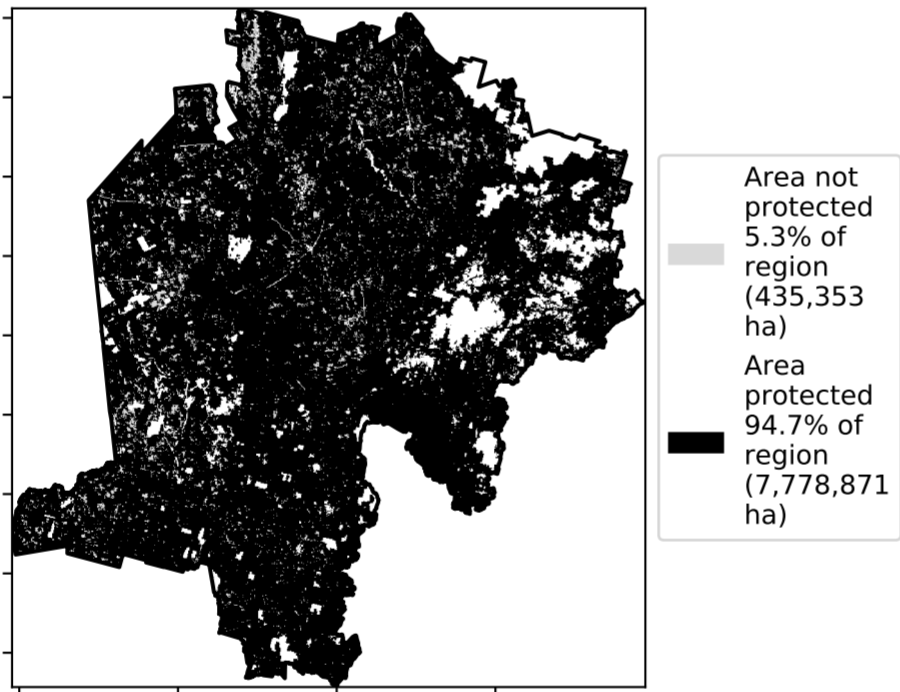 Area not
protected
5.3% of
region
(435,353
ha)
Area
protected
94.7% of
region
(7,778,871
ha)